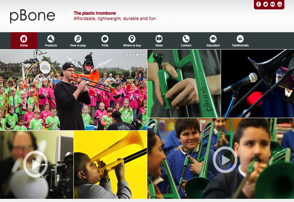 pBone
The plastic trombone
Affordable, lightweight, durable and fun
Home
Products
How to play
FAQs
Where to buy
News
Contact
Education
Testimonials